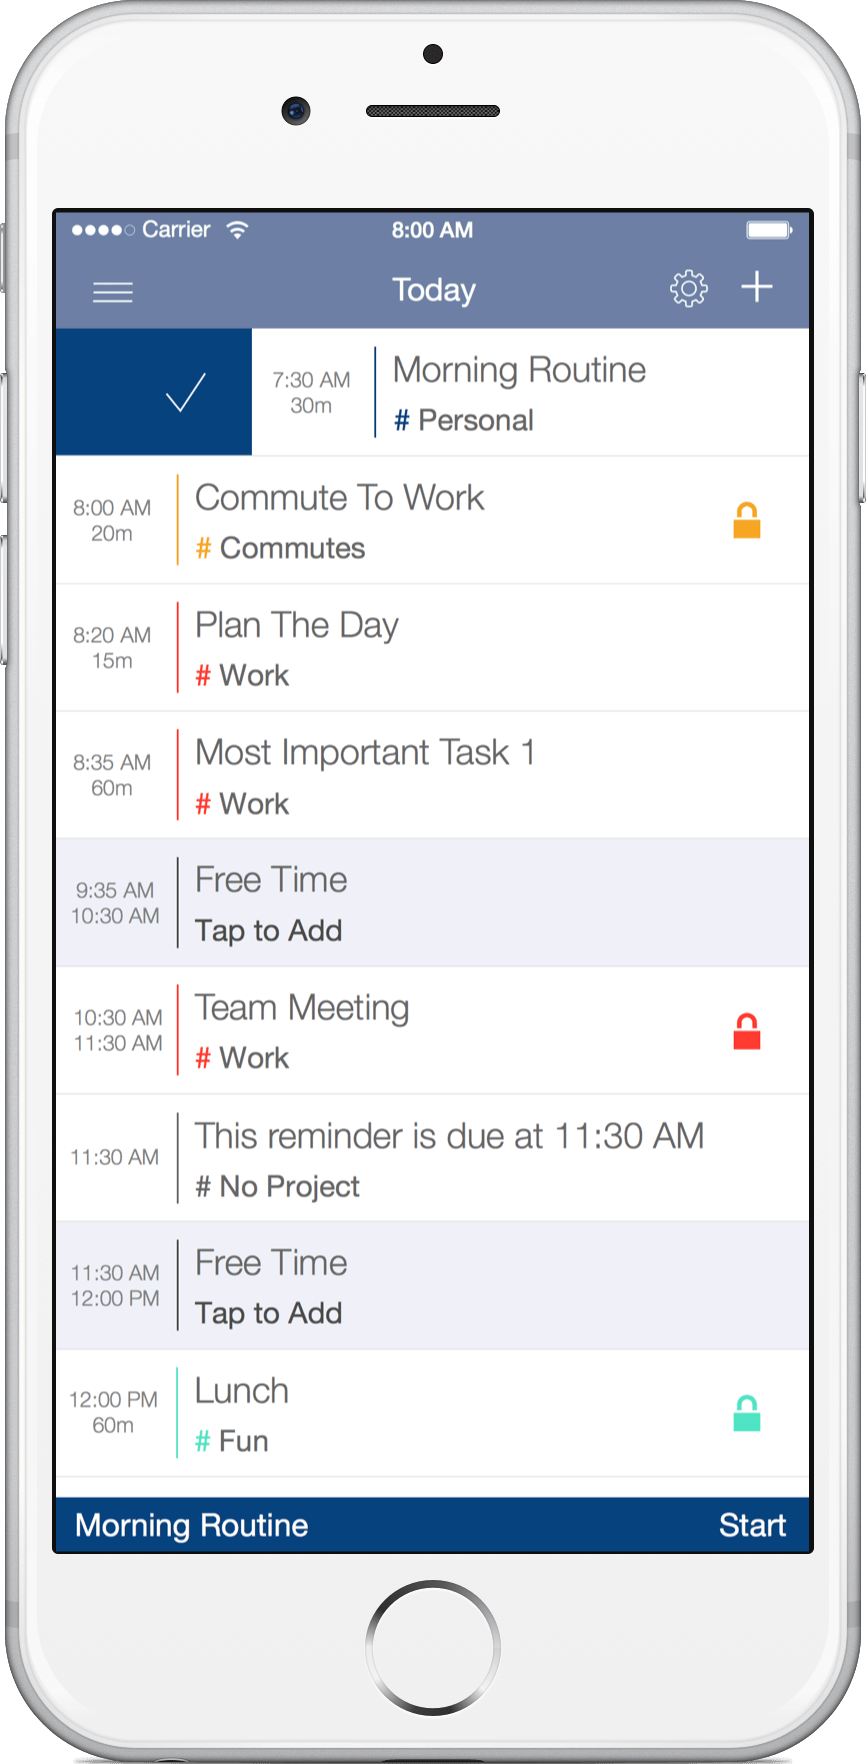 Carrier 8:00 AM
Today
7:30 AM
30m
Morning Routine
# Personal
8:00 AM
20m
Commute To Work
# Commutes
8:20 AM
15m
Plan The Day
# Work
8:35 AM
60m
Most Important Task 1
# Work
9:35 AM
10:30 AM
Free Time
Tap to Add
10:30 AM
11:30 AM
Team Meeting
# Work
11:30 AM
This reminder is due at 11:30 AM
# No Project
11:30 AM
12:00 PM
Free Time
Tap to Add
12:00 PM
60m
Lunch
# Fun
Morning Routine Start